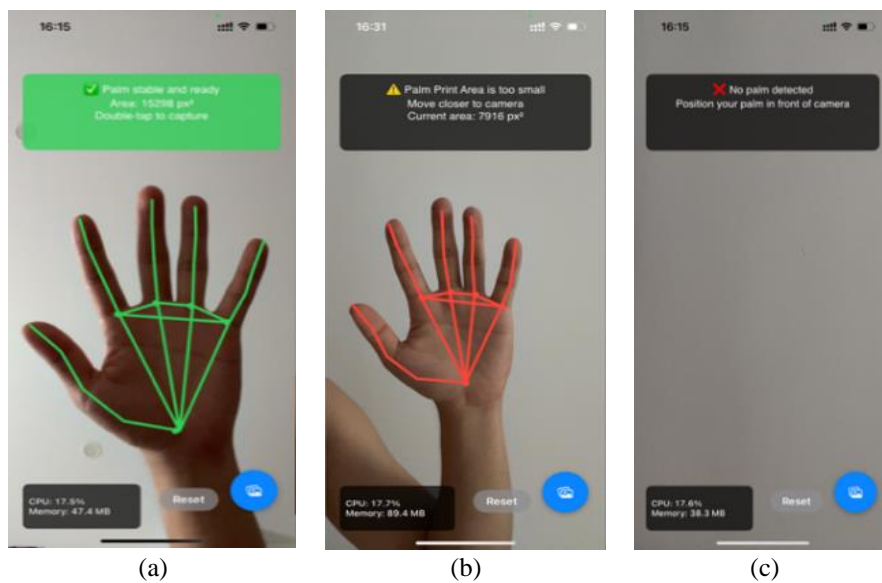 16:15
✅ Palm stable and ready
Area: 15298 px²
Double-tap to capture
CPU: 17.5%
Memory: 47.4 MB
Reset
(a)
16:31
⚠️ Palm Print Area is too small
Move closer to camera
Current area: 7916 px²
CPU: 17.7%
Memory: 89.4 MB
Reset
(b)
16:15
❌ No palm detected
Position your palm in front of camera
CPU: 17.6%
Memory: 38.3 MB
Reset
(c)